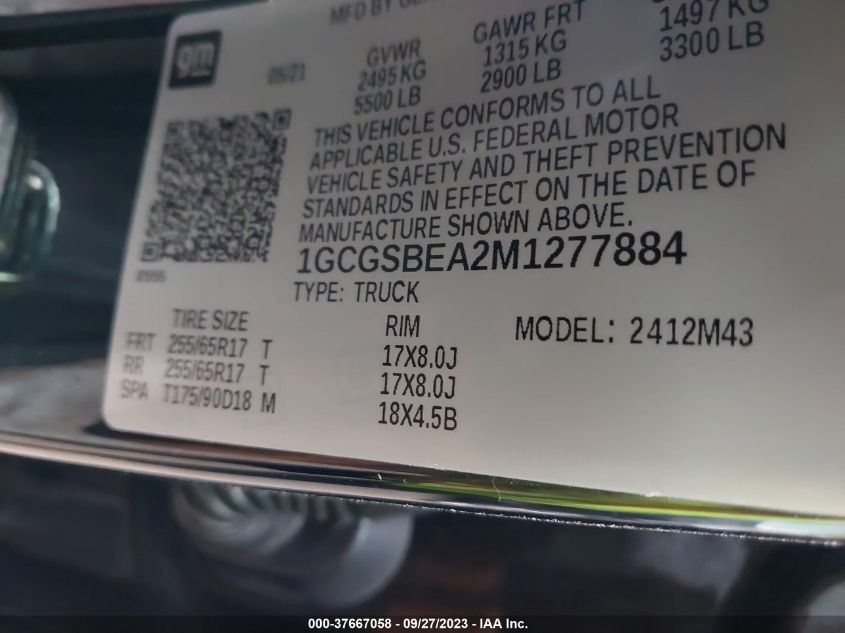 MFD BY
gm
05/21
GVWR
2495 KG
5500 LB
GAWR FRT
1315 KG
2900 LB
1497 KG
3300 LB
THIS VEHICLE CONFORMS TO ALL
APPLICABLE U.S. FEDERAL MOTOR
VEHICLE SAFETY AND THEFT PREVENTION
STANDARDS IN EFFECT ON THE DATE OF
MANUFACTURE SHOWN ABOVE.
1GCGSBEA2M1277884
TYPE: TRUCK
MODEL: 2412M43
TIRE SIZE RIM
FRT 255/65R17 T 17X8.0J
RR 255/65R17 T 17X8.0J
SPA T175/90D18 M 18X4.5B
000-37667058 - 09/27/2023 - IAA Inc.